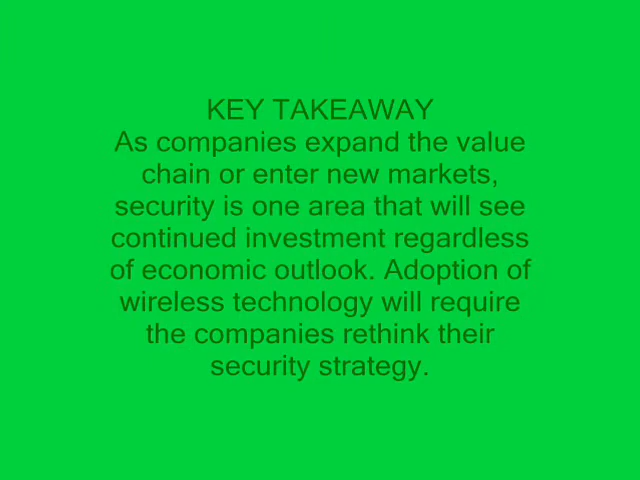 KEY TAKEAWAY
As companies expand the value
chain or enter new markets,
security is one area that will see
continued investment regardless
of economic outlook. Adoption of
wireless technology will require
the companies rethink their
security strategy.